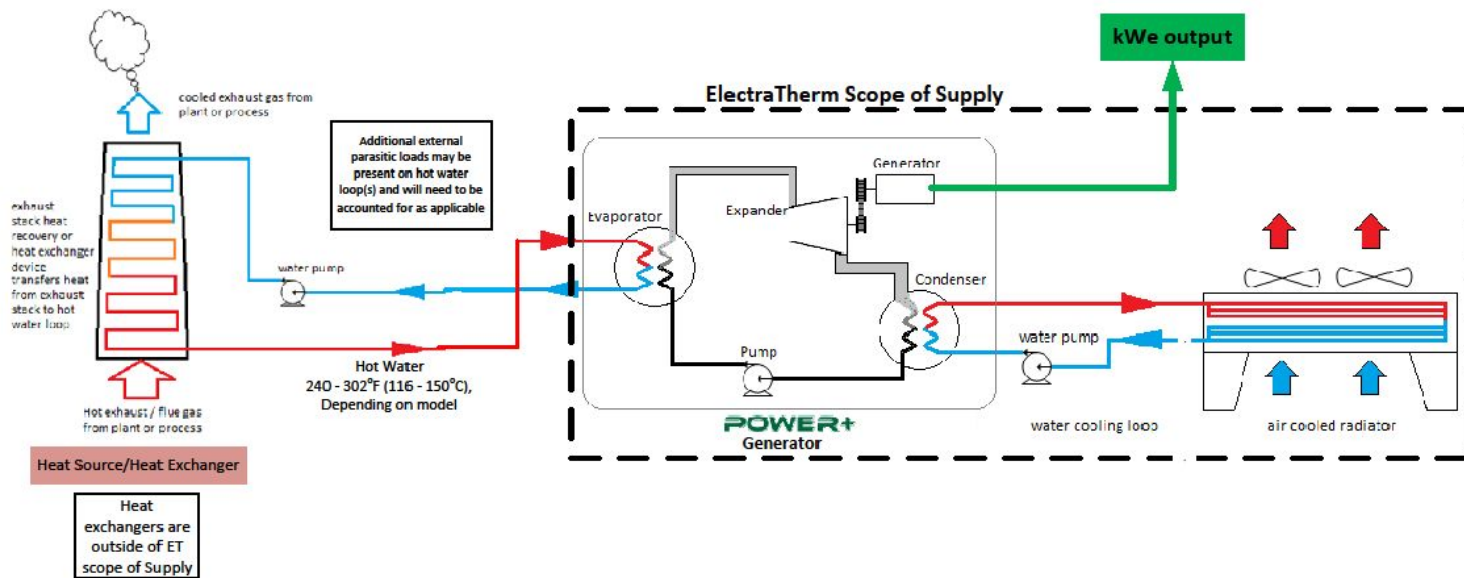 kWe output
ElectraTherm Scope of Supply
cooled exhaust gas from
plant or process
Additional external
parasitic loads may be
present on hot water
loop(s) and will need to be
accounted for as applicable
exhaust
stack heat
recovery or
heat exchanger
device
transfers heat
from exhaust
stack to hot
water loop
water pump
Evaporator
Expander
Generator
Condenser
Pump
water pump
Hot Water
240 - 302°F (116 - 150°C),
Depending on model
Hot exhaust / flue gas
from plant or process
POWER+
Generator
water cooling loop
air cooled radiator
Heat Source/Heat Exchanger
Heat
exchangers are
outside of ET
scope of Supply